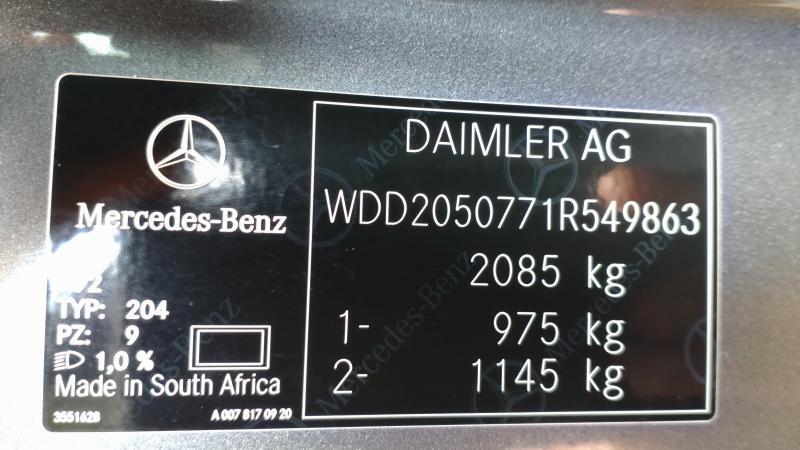 Mercedes-Benz
TYP: 204
PZ: 9
1,0 %
Made in South Africa
3551628
A 007 817 09 20
DAIMLER AG
WDD2050771R549863
2085 kg
1- 975 kg
2- 1145 kg